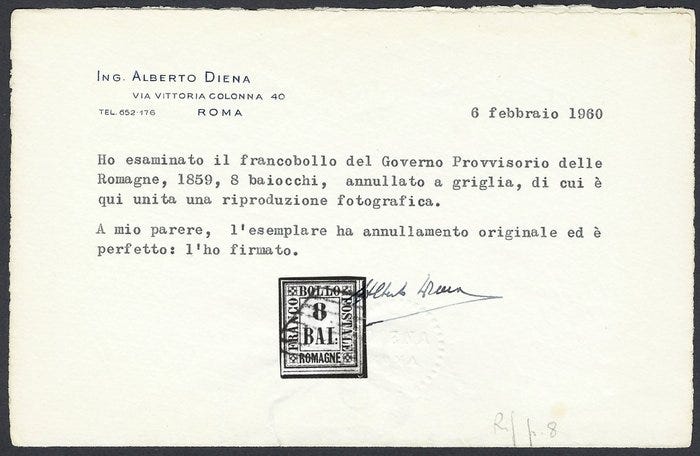 ING. ALBERTO DIENA
VIA VITTORIA COLONNA 40
TEL. 652-176 ROMA
6 febbraio 1960
Ho esaminato il francobollo del Governo Provvisorio delle
Romagne, 1859, 8 baiocchi, annullato a griglia, di cui è
qui unita una riproduzione fotografica.
A mio parere, l'esemplare ha annullamento originale ed è
perfetto: l'ho firmato.
Alberto Diena
FRANCO BOLLO POSTALE
8
BAI.
ROMAGNE
Rif p. 8